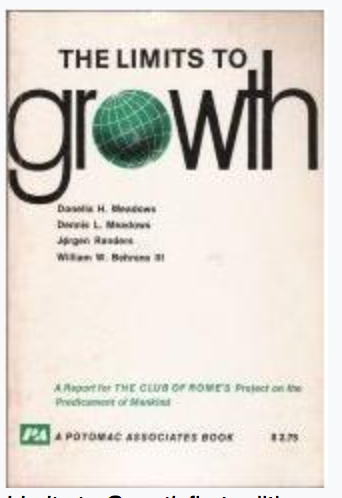 THE LIMITS TO
growth
Donella H. Meadows
Dennis L. Meadows
Jørgen Randers
William W. Behrens III
A Report for THE CLUB OF ROME'S Project on the
Predicament of Mankind
PA A POTOMAC ASSOCIATES BOOK $2.75